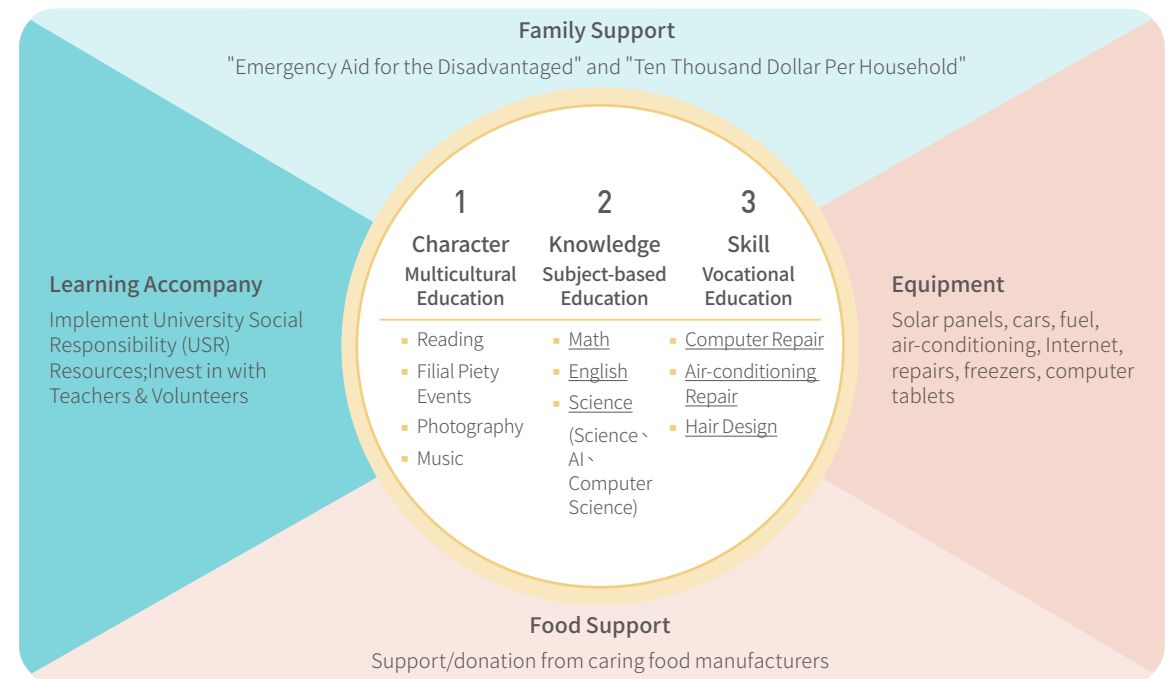 Family Support
"Emergency Aid for the Disadvantaged" and "Ten Thousand Dollar Per Household"
Learning Accompany
Implement University Social
Responsibility (USR)
Resources;Invest in with
Teachers & Volunteers
1
Character
Multicultural
Education
Reading
Filial Piety
Events
Photography
Music
2
Knowledge
Subject-based
Education
Math
English
Science
(Science、
AI、
Computer
Science)
3
Skill
Vocational
Education
Computer Repair
Air-conditioning
Repair
Hair Design
Equipment
Solar panels, cars, fuel,
air-conditioning, Internet,
repairs, freezers, computer
tablets
Food Support
Support/donation from caring food manufacturers